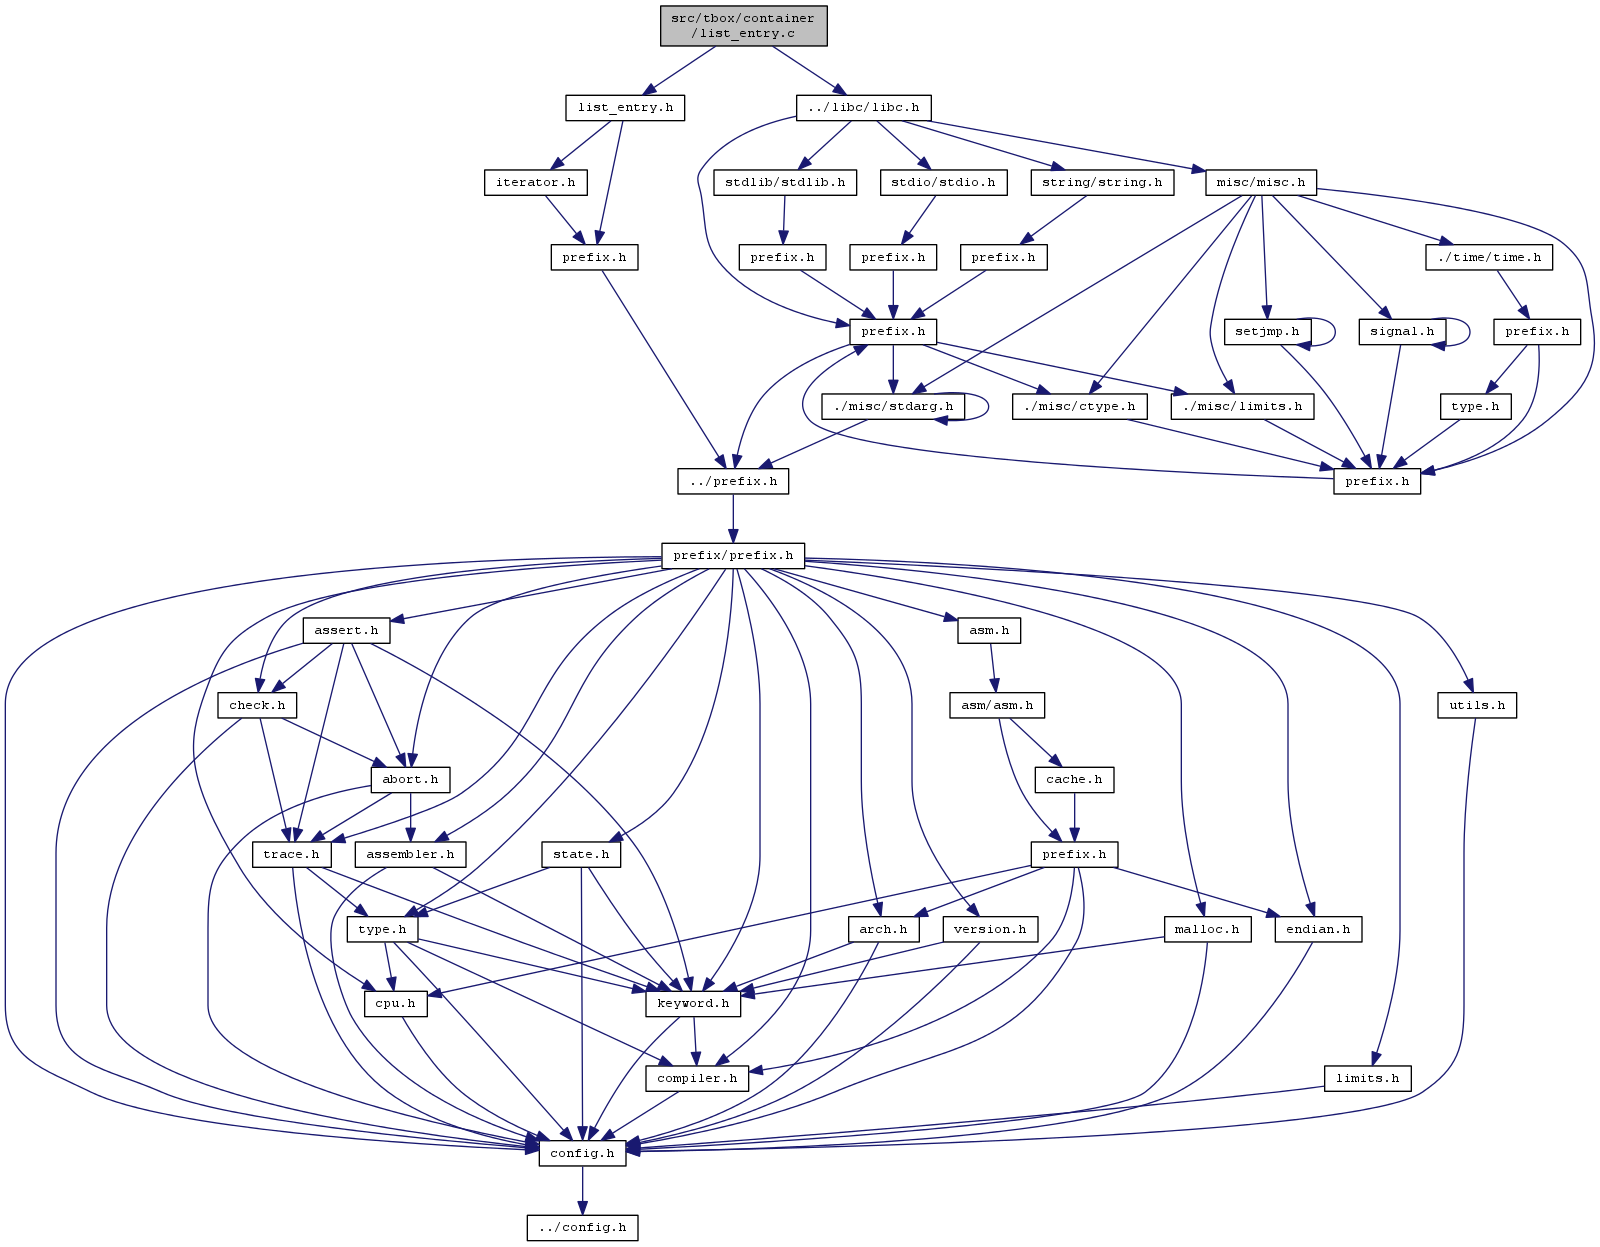 src/tbox/container
/list_entry.c
list_entry.h
../libc/libc.h
iterator.h
stdlib/stdlib.h
stdio/stdio.h
string/string.h
misc/misc.h
prefix.h
prefix.h
prefix.h
prefix.h
./time/time.h
prefix.h
setjmp.h
signal.h
prefix.h
./misc/stdarg.h
./misc/ctype.h
./misc/limits.h
type.h
../prefix.h
prefix.h
prefix/prefix.h
assert.h
asm.h
check.h
asm/asm.h
utils.h
abort.h
cache.h
trace.h
assembler.h
state.h
prefix.h
type.h
arch.h
version.h
malloc.h
endian.h
cpu.h
keyword.h
compiler.h
limits.h
config.h
../config.h